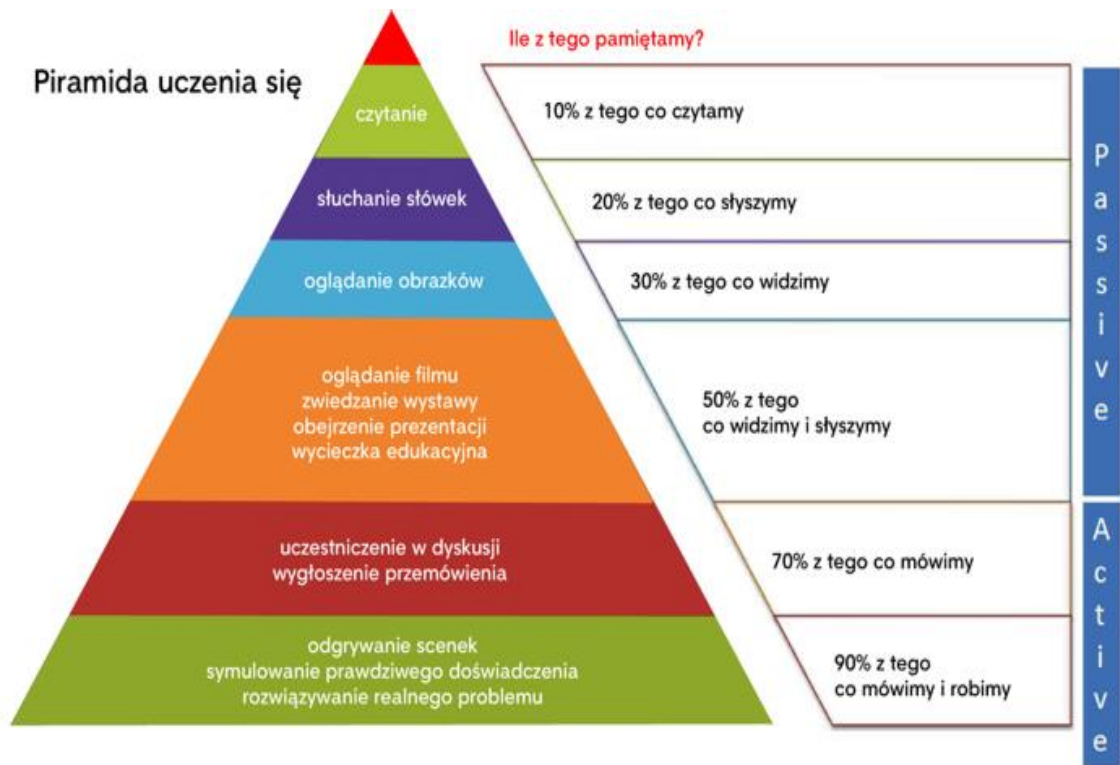 Piramida uczenia się
Ile z tego pamiętamy?
czytanie
10% z tego co czytamy
słuchanie słówek
20% z tego co słyszymy
oglądanie obrazków
30% z tego co widzimy
oglądanie filmu
zwiedzanie wystawy
obejrzenie prezentacji
wycieczka edukacyjna
50% z tego
co widzimy i słyszymy
uczestniczenie w dyskusji
wygłoszenie przemówienia
70% z tego co mówimy
odgrywanie scenek
symulowanie prawdziwego doświadczenia
rozwiązywanie realnego problemu
90% z tego
co mówimy i robimy
Passive
Active